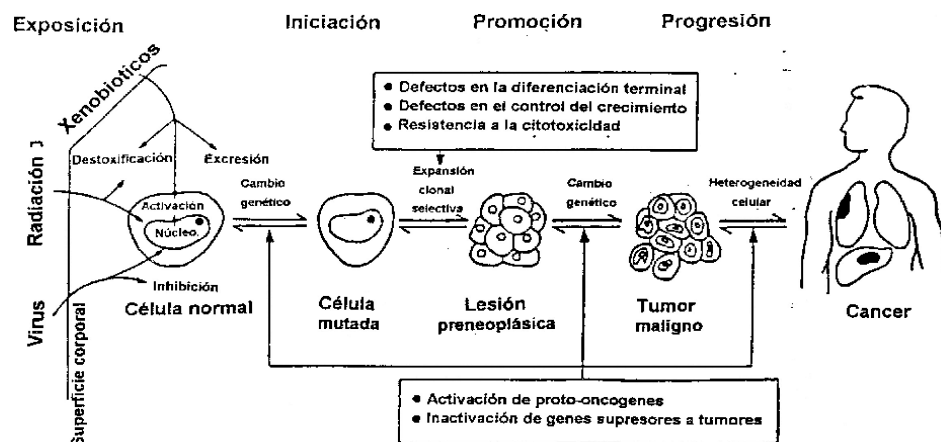 Exposición
Iniciación
Promoción
Progresión
Xenobioticos
Radiación
Virus
Superficie corporal
Destoxificación
Excresión
Activación
Núcleo.
Inhibición
Célula normal
Cambio
genético
Célula
mutada
● Defectos en la diferenciación terminal
● Defectos en el control del crecimiento
● Resistencia a la citotoxicidad
Expansión
clonal
selectiva
Lesión
preneoplásica
Cambio
genético
Tumor
maligno
Heterogeneidad
celular
Cancer
● Activación de proto-oncogenes
● Inactivación de genes supresores a tumores